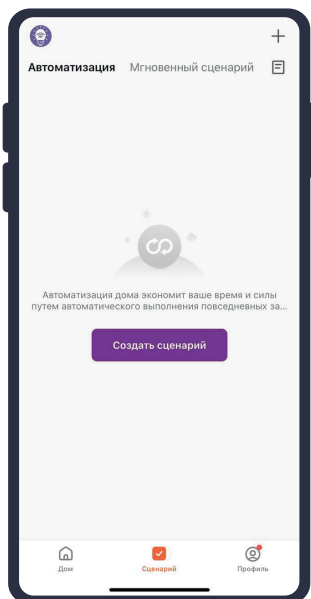 Автоматизация Мгновенный сценарий
Автоматизация дома экономит ваше время и силы
путем автоматического выполнения повседневных за...
Создать сценарий
Дом Сценарий Профиль